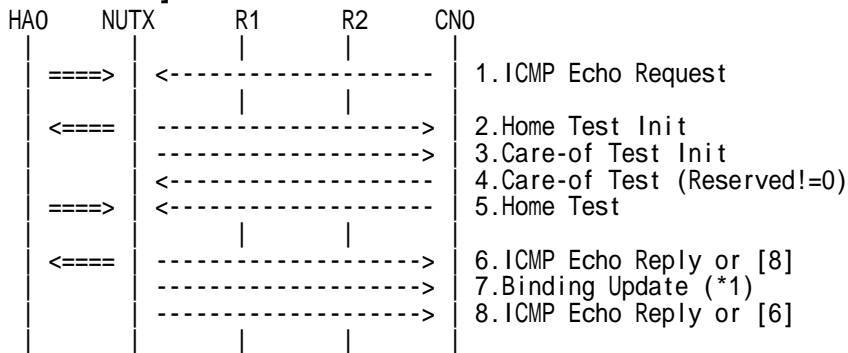 HA0 NUTX R1 R2 CN0
====> <--------------------- 1.ICMP Echo Request
<==== ---------------------> 2.Home Test Init
---------------------> 3.Care-of Test Init
<--------------------- 4.Care-of Test (Reserved!=0)
====> <--------------------- 5.Home Test
<==== ---------------------> 6.ICMP Echo Reply or [8]
---------------------> 7.Binding Update (*1)
---------------------> 8.ICMP Echo Reply or [6]